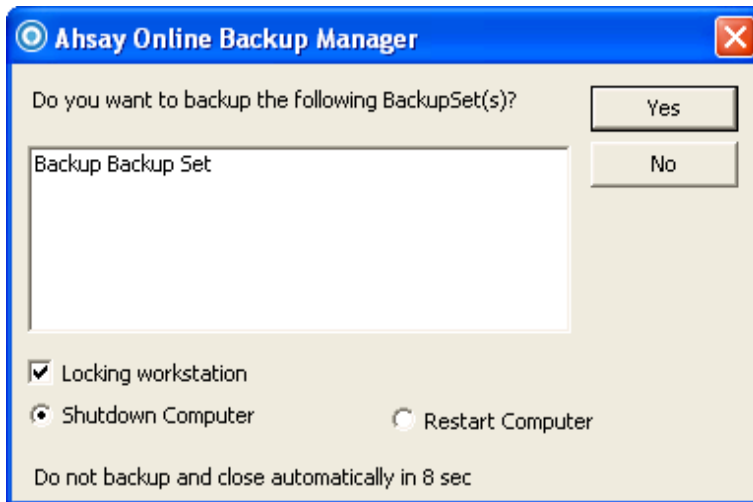 Ahsay Online Backup Manager
Do you want to backup the following BackupSet(s)?
Yes
No
Backup Backup Set
Locking workstation
Shutdown Computer
Restart Computer
Do not backup and close automatically in 8 sec